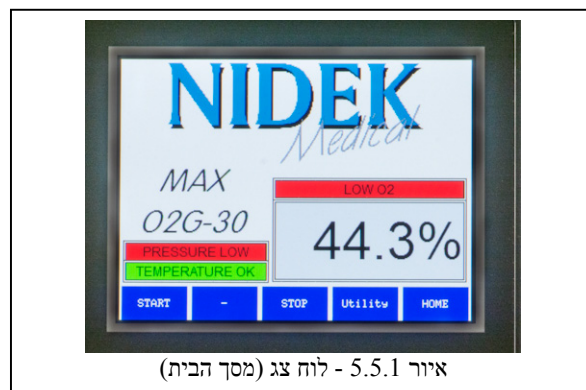 NIDEK
Medical
MAX
O2G-30
LOW O2
44.3%
PRESSURE LOW
TEMPERATURE OK
START - STOP Utility HOME
איור 5.5.1 - לוח צג (מסך הבית)